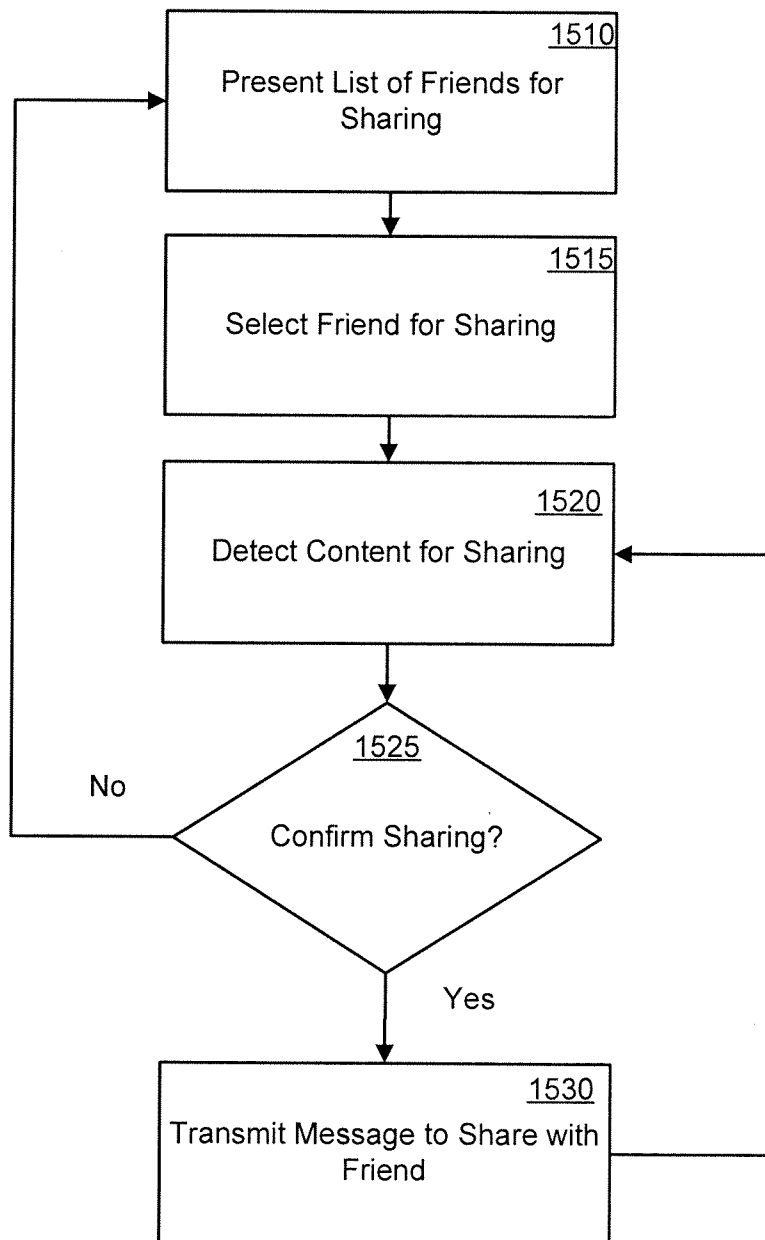 1510
Present List of Friends for
Sharing
1515
Select Friend for Sharing
1520
Detect Content for Sharing
1525
No
Confirm Sharing?
Yes
1530
Transmit Message to Share with
Friend